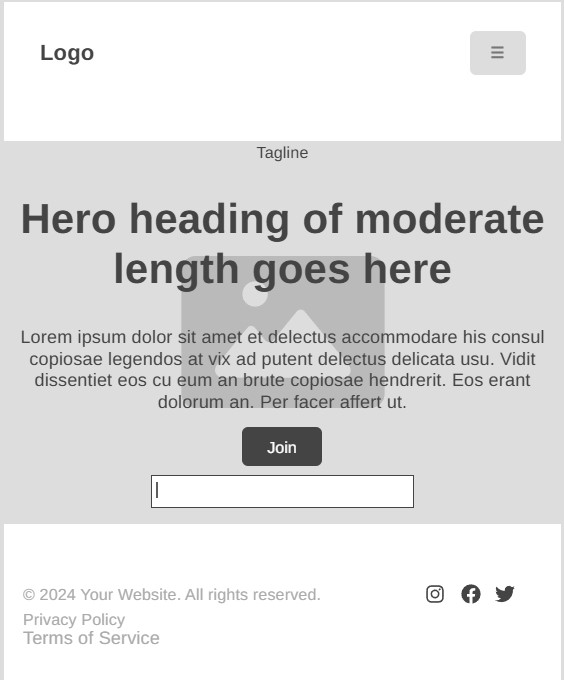 Logo
Tagline
Hero heading of moderate
length goes here
Lorem ipsum dolor sit amet et delectus accommodare his consul
copiosae legendos at vix ad putent delectus delicata usu. Vidit
dissentiet eos cu eum an brute copiosae hendrerit. Eos erant
dolorum an. Per facer affert ut.
Join
© 2024 Your Website. All rights reserved.
Privacy Policy
Terms of Service